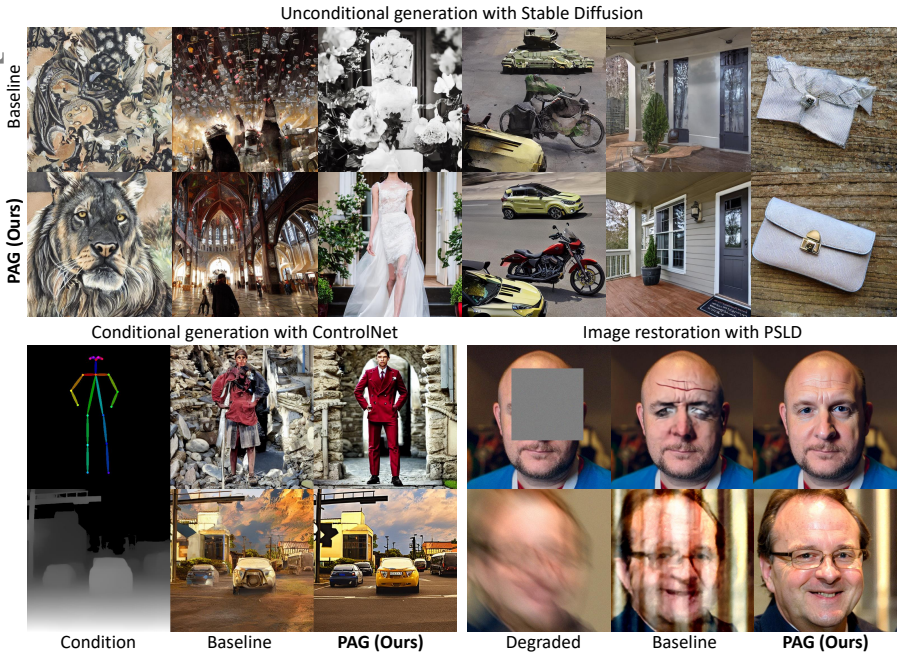 Unconditional generation with Stable Diffusion
Baseline
PAG (Ours)
Conditional generation with ControlNet
Image restoration with PSLD
Condition
Baseline
PAG (Ours)
Degraded
Baseline
PAG (Ours)